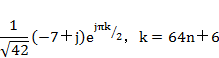 1/√42 (-7+j)e^{jπk/2}, k = 64n+6